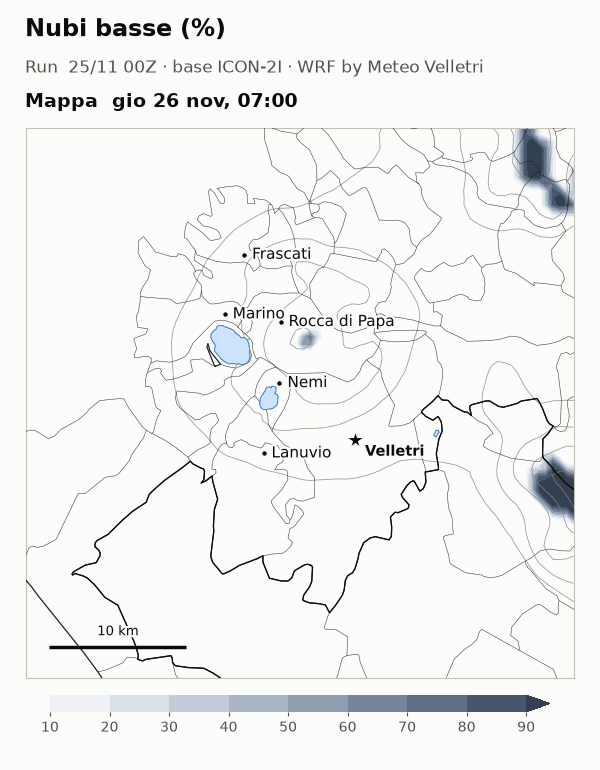 Nubi basse (%)
Run  25/11 00Z · base ICON-2I · WRF by Meteo Velletri
Mappa  gio 26 nov, 07:00
Frascati
Marino
Rocca di Papa
Nemi
Velletri
Lanuvio
10 km
10 20 30 40 50 60 70 80 90